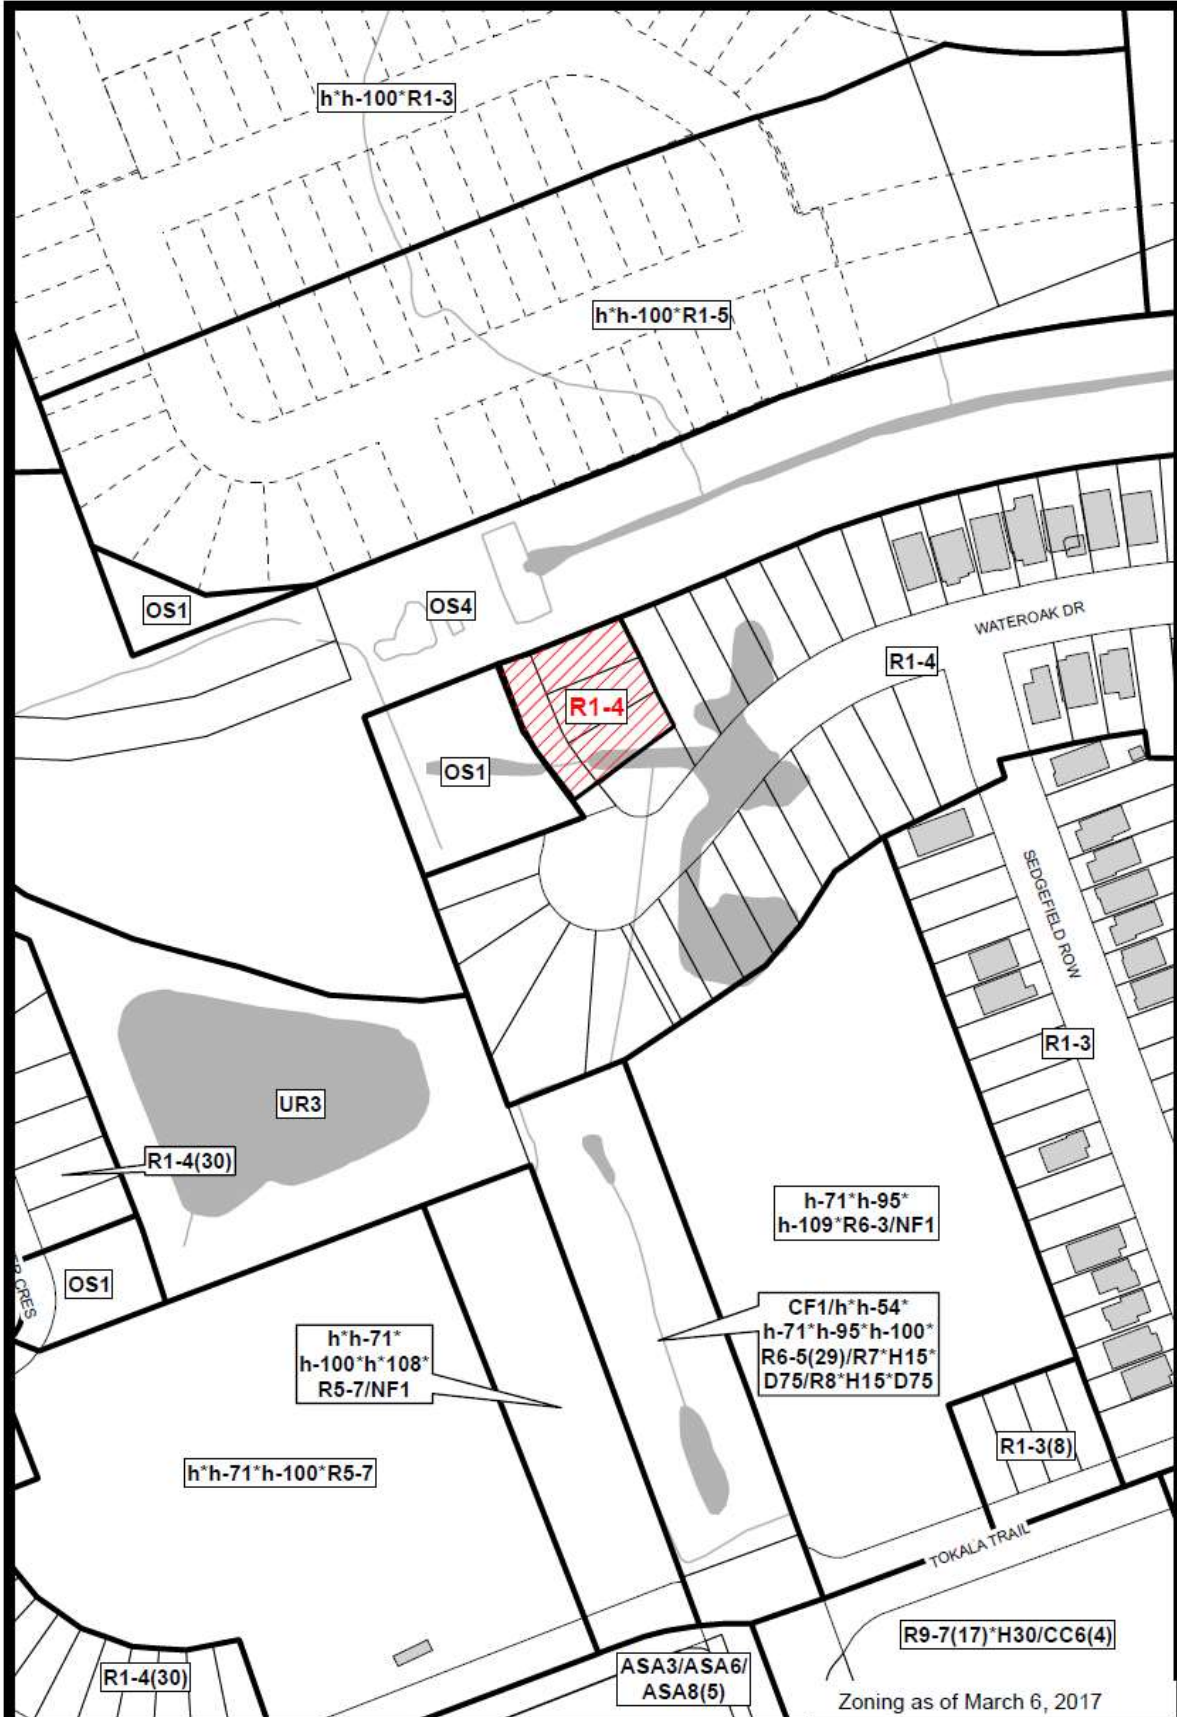 h*h-100*R1-3
h*h-100*R1-5
OS1
OS4
WATEROAK DR
R1-4
R1-4
OS1
SEDGEFIELD ROW
R1-3
UR3
R1-4(30)
h-71*h-95*
h-109*R6-3/NF1
OS1
CRES
CF1/h*h-54*
h-71*h-95*h-100*
R6-5(29)/R7*H15*
D75/R8*H15*D75
h*h-71*
h-100*h*108*
R5-7/NF1
R1-3(8)
h*h-71*h-100*R5-7
TOKALA TRAIL
R9-7(17)*H30/CC6(4)
ASA3/ASA6/
ASA8(5)
R1-4(30)
Zoning as of March 6, 2017